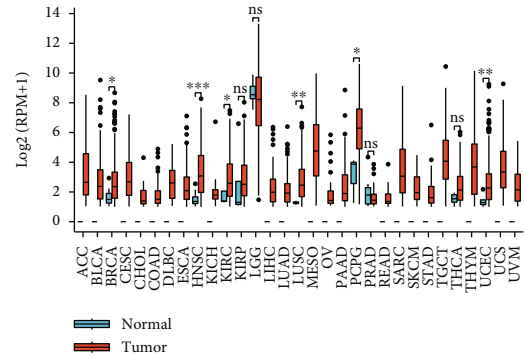 Log2 (RPM+1)
14
12
10
8
6
4
2
0
*
***
*
ns
ns
**
*
ns
ns
**
ACC
BLCA
BRCA
CESC
CHOL
COAD
DLBC
ESCA
HNSC
KICH
KIRC
KIRP
LGG
LIHC
LUAD
LUSC
MESO
OV
PAAD
PCPG
PRAD
READ
SARC
SKCM
STAD
TGCT
THCA
THYM
UCEC
UCS
UVM
Normal
Tumor